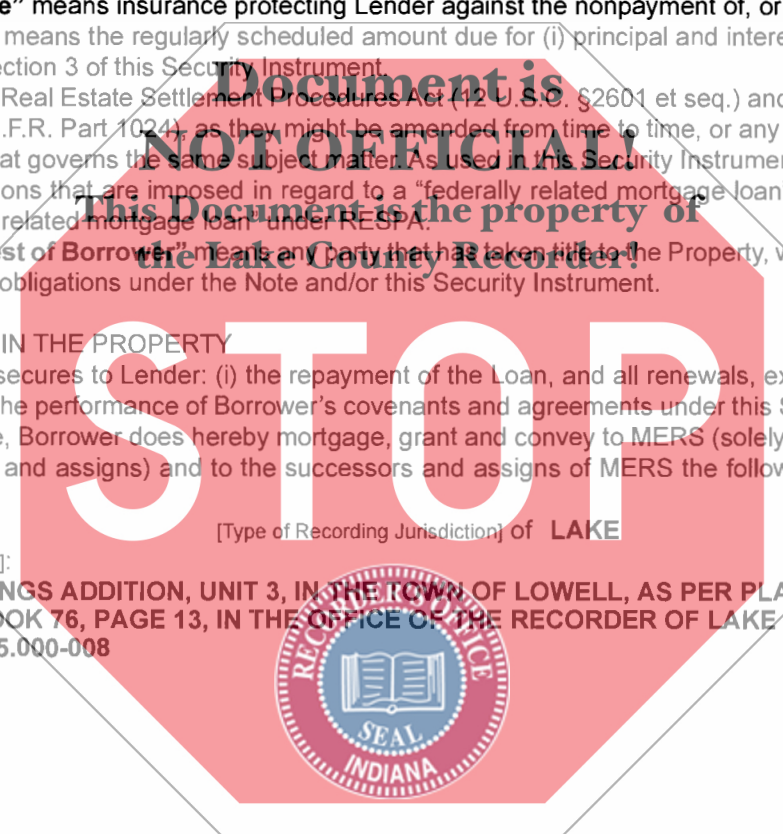 e” means insurance protecting Lender against the nonpayment of, or
means the regularly scheduled amount due for (i) principal and intere
ection 3 of this Security Instrument.
Document is
Real Estate Settlement Procedures Act (12 U.S.C. §2601 et seq.) and
.F.R. Part 1024), as they might be amended from time to time, or any
NOT OFFICIAL!
at governs the same subject matter. As used in this Security Instrumen
ons that are imposed in regard to a “federally related mortgage loan
This Document is the property of
related mortgage loan” under RESPA.
st of Borrower” means any party that has taken title to the Property, w
the Lake County Recorder!
obligations under the Note and/or this Security Instrument.
IN THE PROPERTY
STOP
secures to Lender: (i) the repayment of the Loan, and all renewals, ex
he performance of Borrower’s covenants and agreements under this S
e, Borrower does hereby mortgage, grant and convey to MERS (solely
and assigns) and to the successors and assigns of MERS the follow
[Type of Recording Jurisdiction] of LAKE
]:
NGS ADDITION, UNIT 3, IN THE TOWN OF LOWELL, AS PER PLA
OOK 76, PAGE 13, IN THE OFFICE OF THE RECORDER OF LAKE
5.000-008
RECORDER'S OFFICE
SEAL
INDIANA